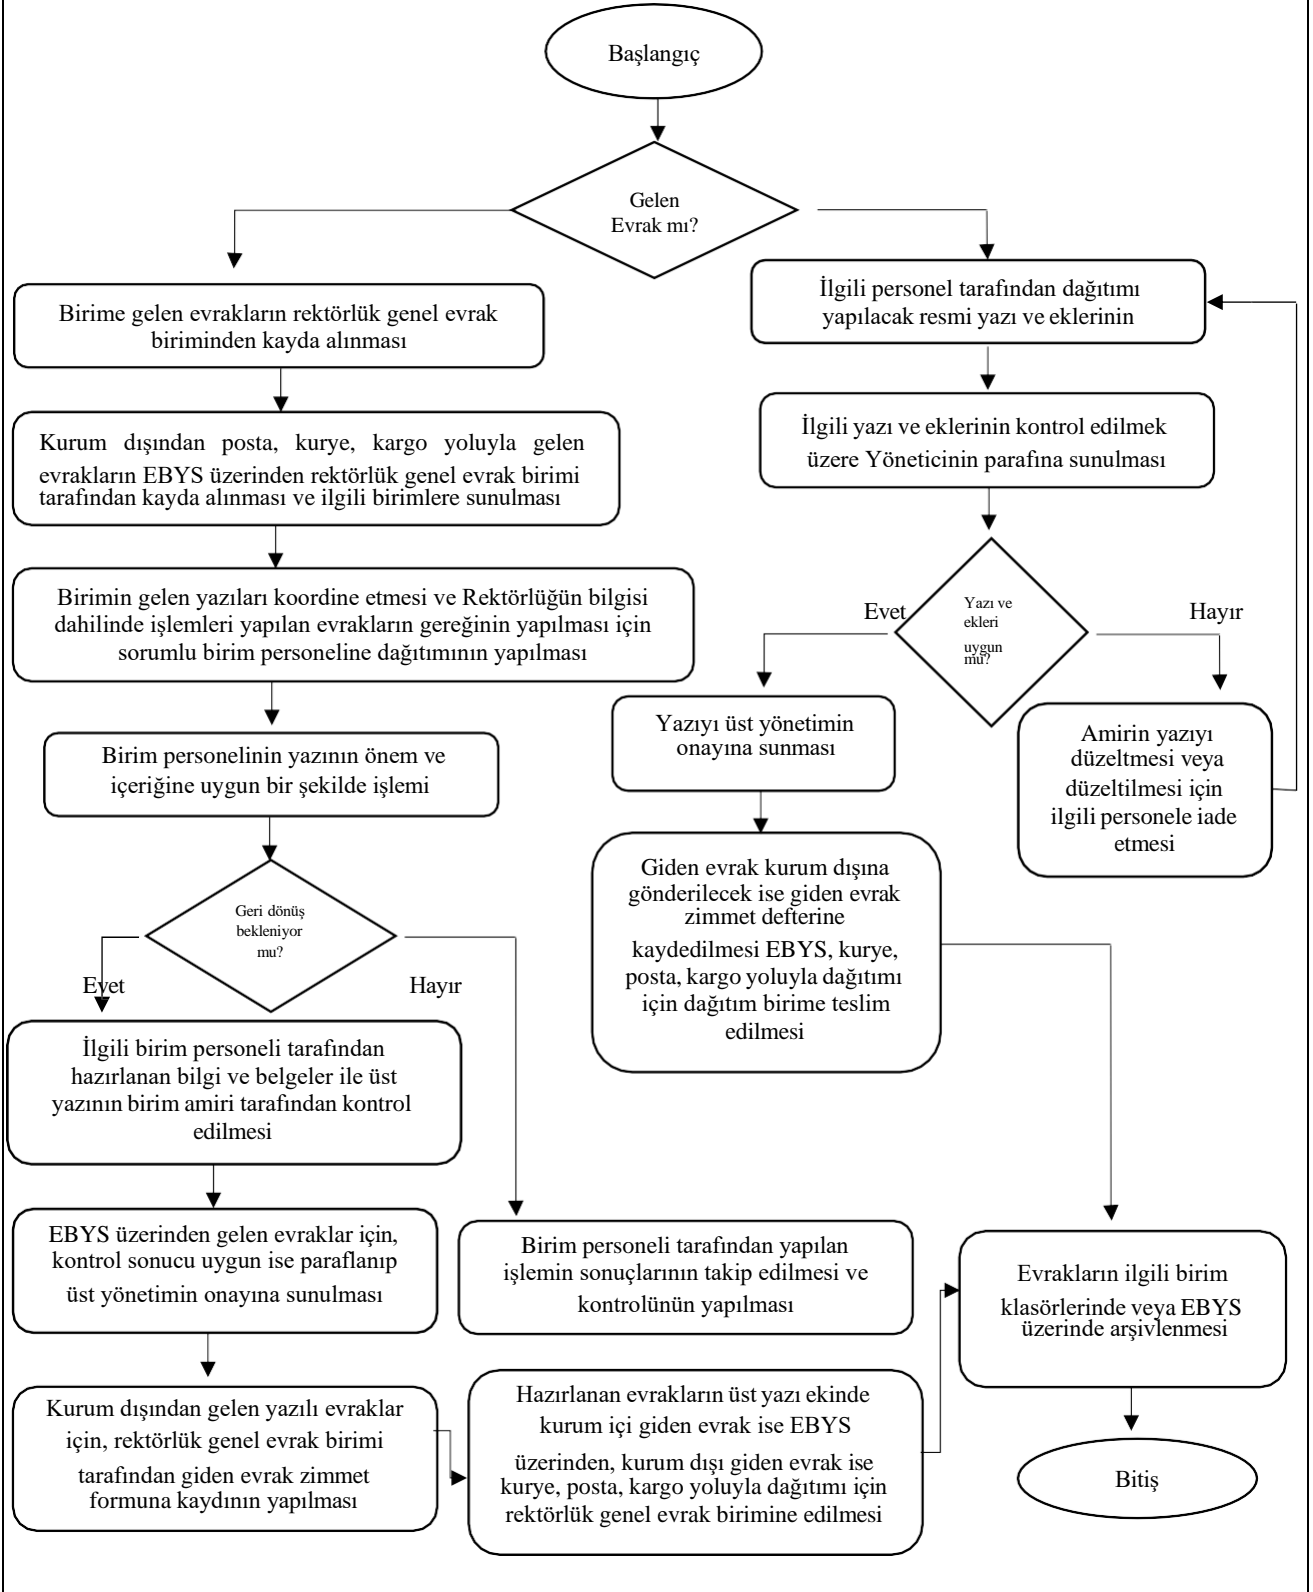 Başlangıç
Gelen
Evrak mı?
Birime gelen evrakların rektörlük genel evrak
biriminden kayda alınması
İlgili personel tarafından dağıtımı
yapılacak resmi yazı ve eklerinin
Kurum dışından posta, kurye, kargo yoluyla gelen
evrakların EBYS üzerinden rektörlük genel evrak birimi
tarafından kayda alınması ve ilgili birimlere sunulması
İlgili yazı ve eklerinin kontrol edilmek
üzere Yöneticinin parafına sunulması
Birimin gelen yazıları koordine etmesi ve Rektörlüğün bilgisi
dahilinde işlemleri yapılan evrakların gereğinin yapılması için
sorumlu birim personeline dağıtımının yapılması
Evet
Yazı ve
ekleri
uygun
mu?
Hayır
Yazıyı üst yönetimin
onayına sunması
Amirin yazıyı
düzeltmesi veya
düzeltilmesi için
ilgili personele iade
etmesi
Birim personelinin yazının önem ve
içeriğine uygun bir şekilde işlemi
Giden evrak kurum dışına
gönderilecek ise giden evrak
zimmet defterine
kaydedilmesi EBYS, kurye,
posta, kargo yoluyla dağıtımı
için dağıtım birime teslim
edilmesi
Geri dönüş
bekleniyor
mu?
Evet
Hayır
İlgili birim personeli tarafından
hazırlanan bilgi ve belgeler ile üst
yazının birim amiri tarafından kontrol
edilmesi
EBYS üzerinden gelen evraklar için,
kontrol sonucu uygun ise paraflanıp
üst yönetimin onayına sunulması
Birim personeli tarafından yapılan
işlemin sonuçlarının takip edilmesi ve
kontrolünün yapılması
Evrakların ilgili birim
klasörlerinde veya EBYS
üzerinde arşivlenmesi
Kurum dışından gelen yazılı evraklar
için, rektörlük genel evrak birimi
tarafından giden evrak zimmet
formuna kaydının yapılması
Hazırlanan evrakların üst yazı ekinde
kurum içi giden evrak ise EBYS
üzerinden, kurum dışı giden evrak ise
kurye, posta, kargo yoluyla dağıtımı için
rektörlük genel evrak birimine edilmesi
Bitiş